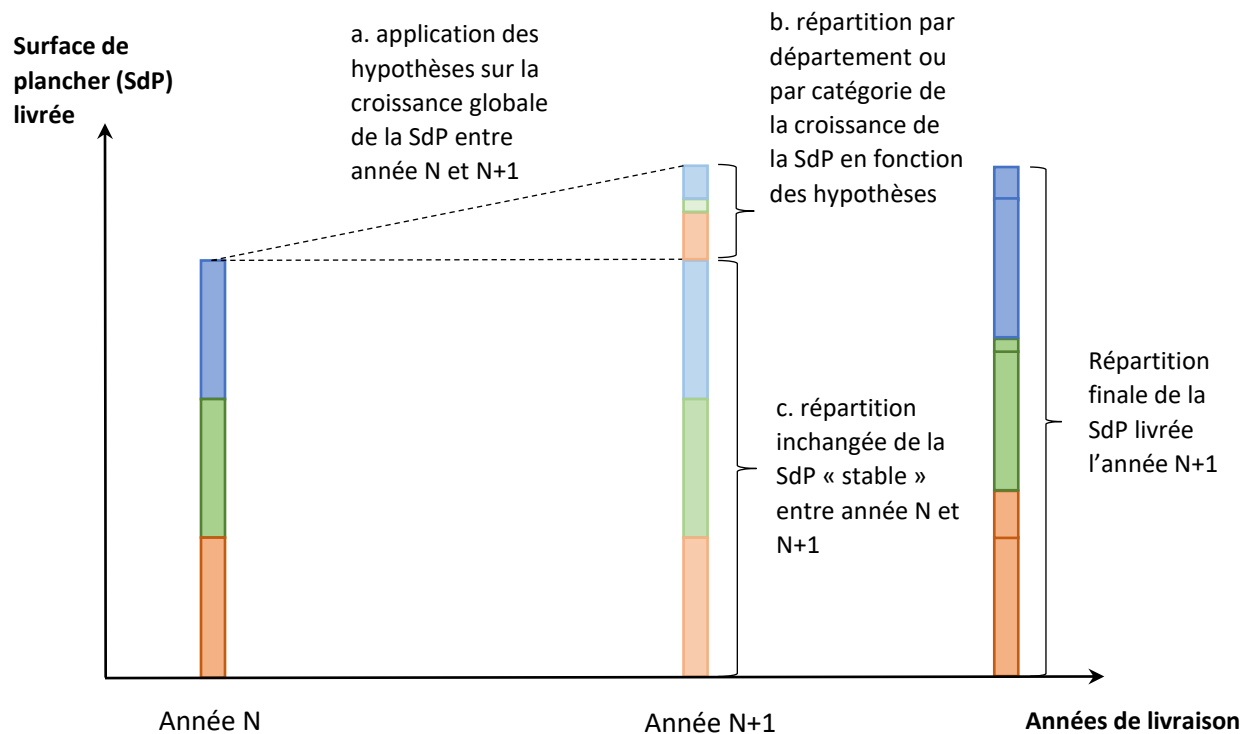 Surface de
plancher (SdP)
livrée
a. application des
hypothèses sur la
croissance globale
de la SdP entre
année N et N+1
b. répartition par
département ou
par catégorie de
la croissance de
la SdP en fonction
des hypothèses
c. répartition
inchangée de la
SdP « stable »
entre année N et
N+1
Répartition
finale de la
SdP livrée
l’année N+1
Année N
Année N+1
Années de livraison